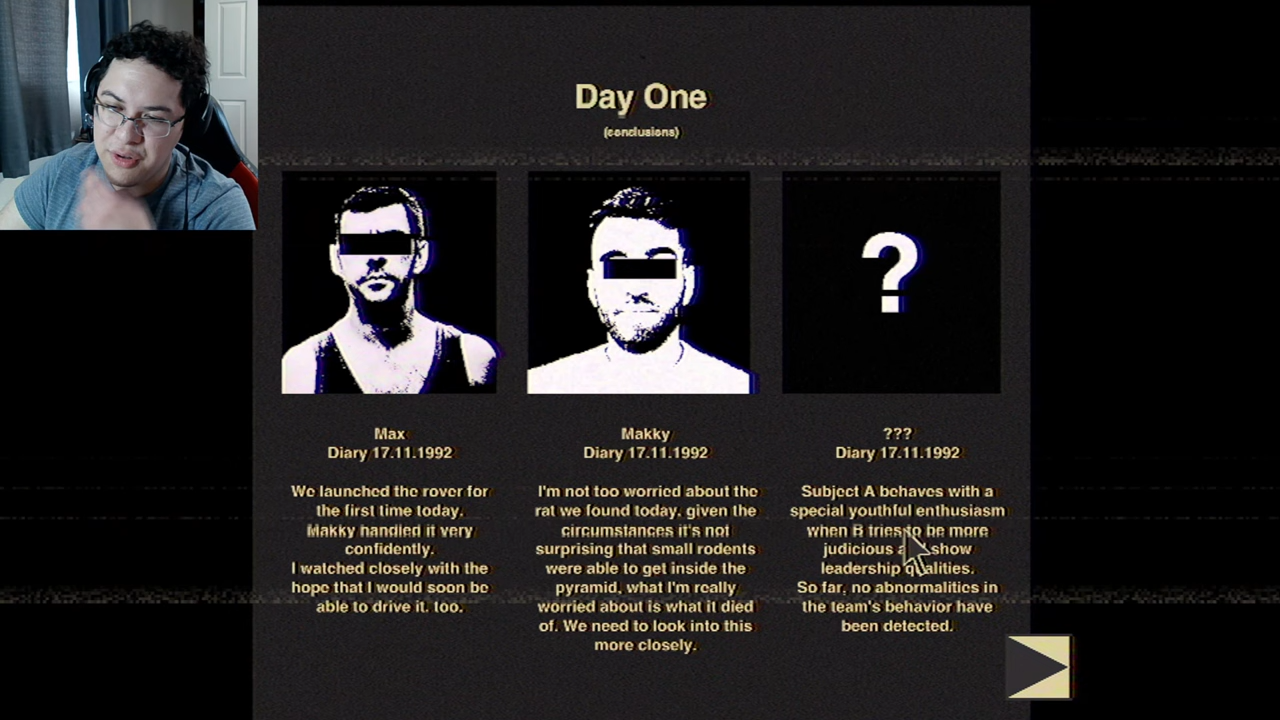 Day One
(conclusions)
?
Max
Diary 17.11.1992
We launched the rover for
the first time today.
Makky handled it very
confidently.
I watched closely with the
hope that I would soon be
able to drive it. too.
Makky
Diary 17.11.1992
I'm not too worried about the
rat we found today. given the
circumstances it's not
surprising that small rodents
were able to get inside the
pyramid. what I'm really
worried about is what it died
of. We need to look into this
more closely.
???
Diary 17.11.1992
Subject A behaves with a
special youthful enthusiasm
when B tries to be more
judicious and show
leadership qualities.
So far, no abnormalities in
the team's behavior have
been detected.